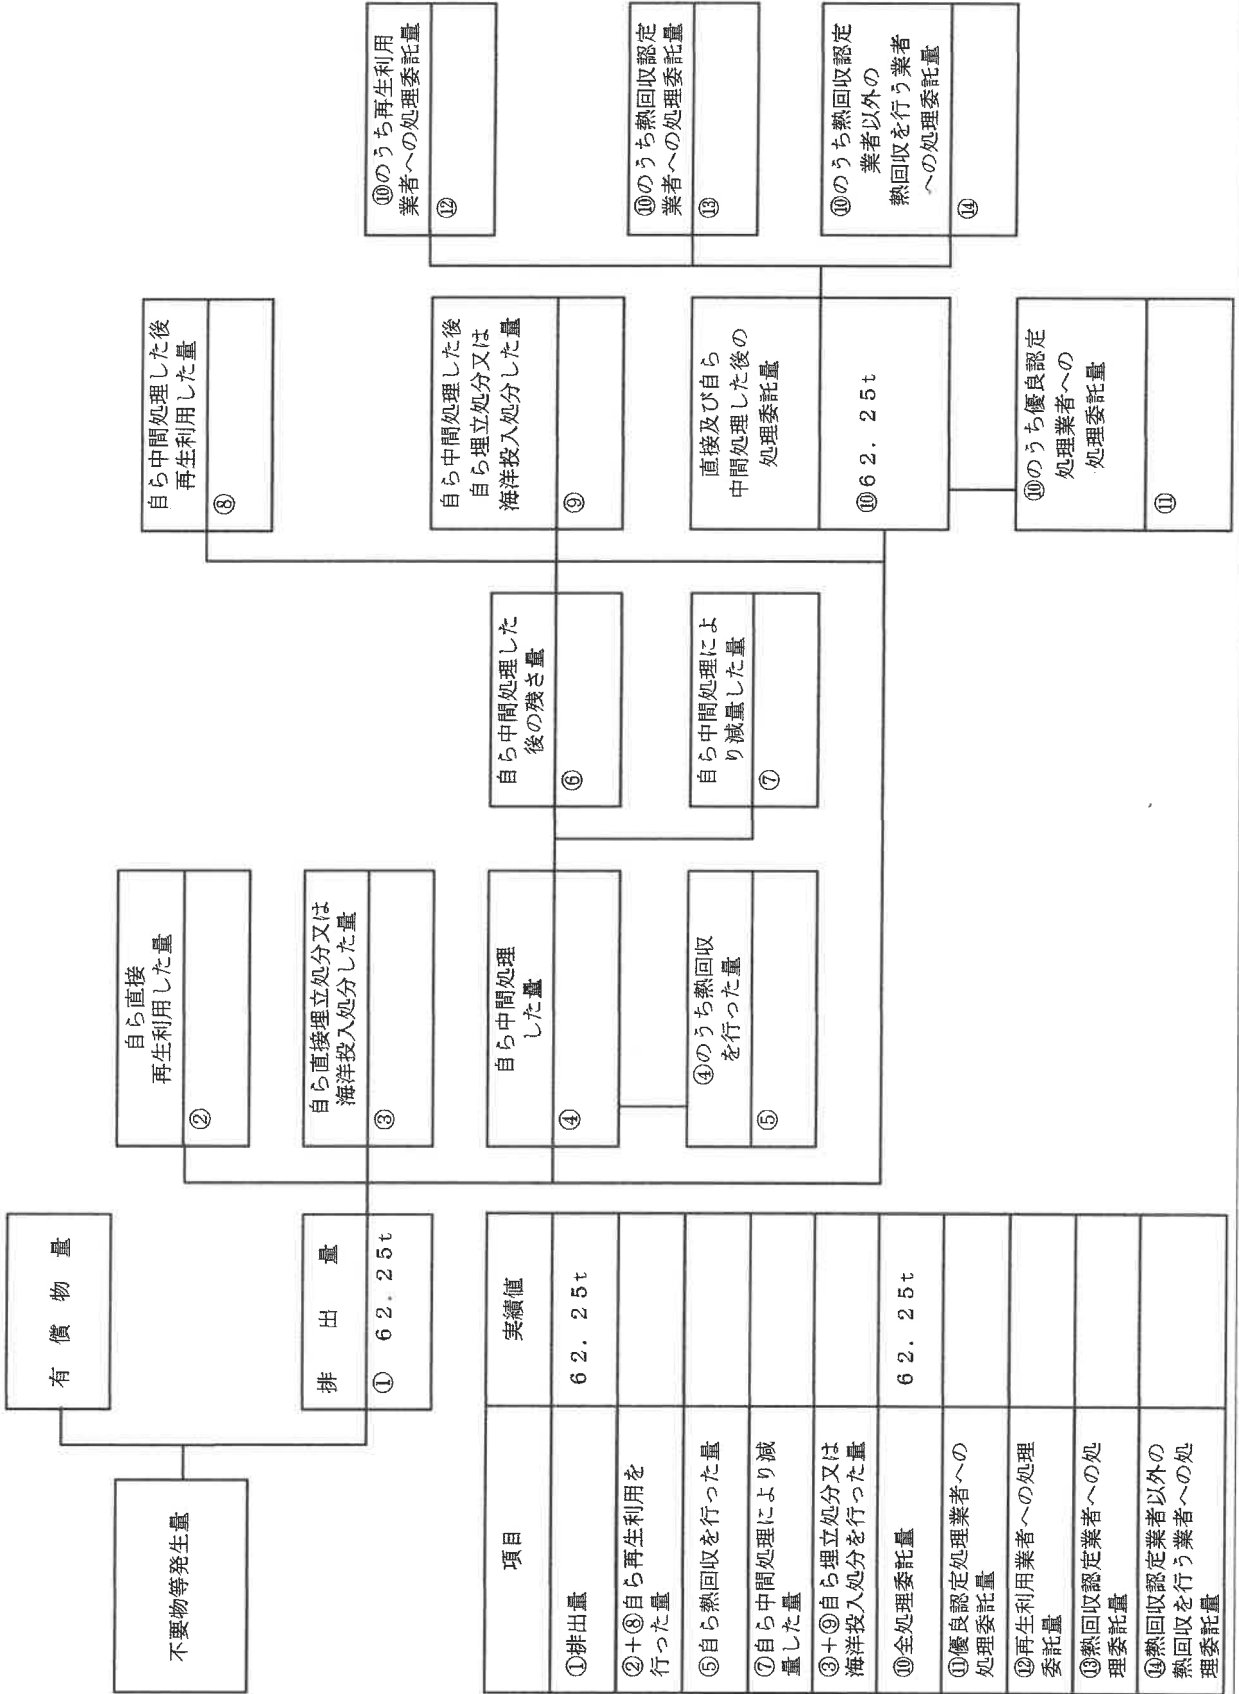 不要物等発生量
有 償 物 量
排 出 量
① 62.25t
自ら直接
再生利用した量
②
自ら直接埋立処分又は
海洋投入処分した量
③
自ら中間処理
した量
④
④のうち熱回収
を行った量
⑤
自ら中間処理した
後の残さ量
⑥
自ら中間処理によ
り減量した量
⑦
自ら中間処理した後
再生利用した量
⑧
自ら中間処理した後
自ら埋立処分又は
海洋投入処分した量
⑨
直接及び自ら
中間処理した後の
処理委託量
⑩62.25t
⑩のうち優良認定
処理業者への
処理委託量
⑪
⑩のうち再生利用
業者への処理委託量
⑫
⑩のうち熱回収認定
業者への処理委託量
⑬
⑩のうち熱回収認定
業者以外の
熱回収を行う業者
への処理委託量
⑭
項目 実績値
①排出量 62.25t
②+⑧自ら再生利用を
行った量
⑤自ら熱回収を行った量
⑦自ら中間処理により減
量した量
③+⑨自ら埋立処分又は
海洋投入処分を行った量
⑩全処理委託量 62.25t
⑪優良認定処理業者への
処理委託量
⑫再生利用業者への処理
委託量
⑬熱回収認定業者への処
理委託量
⑭熱回収認定業者以外の
熱回収を行う業者への処
理委託量